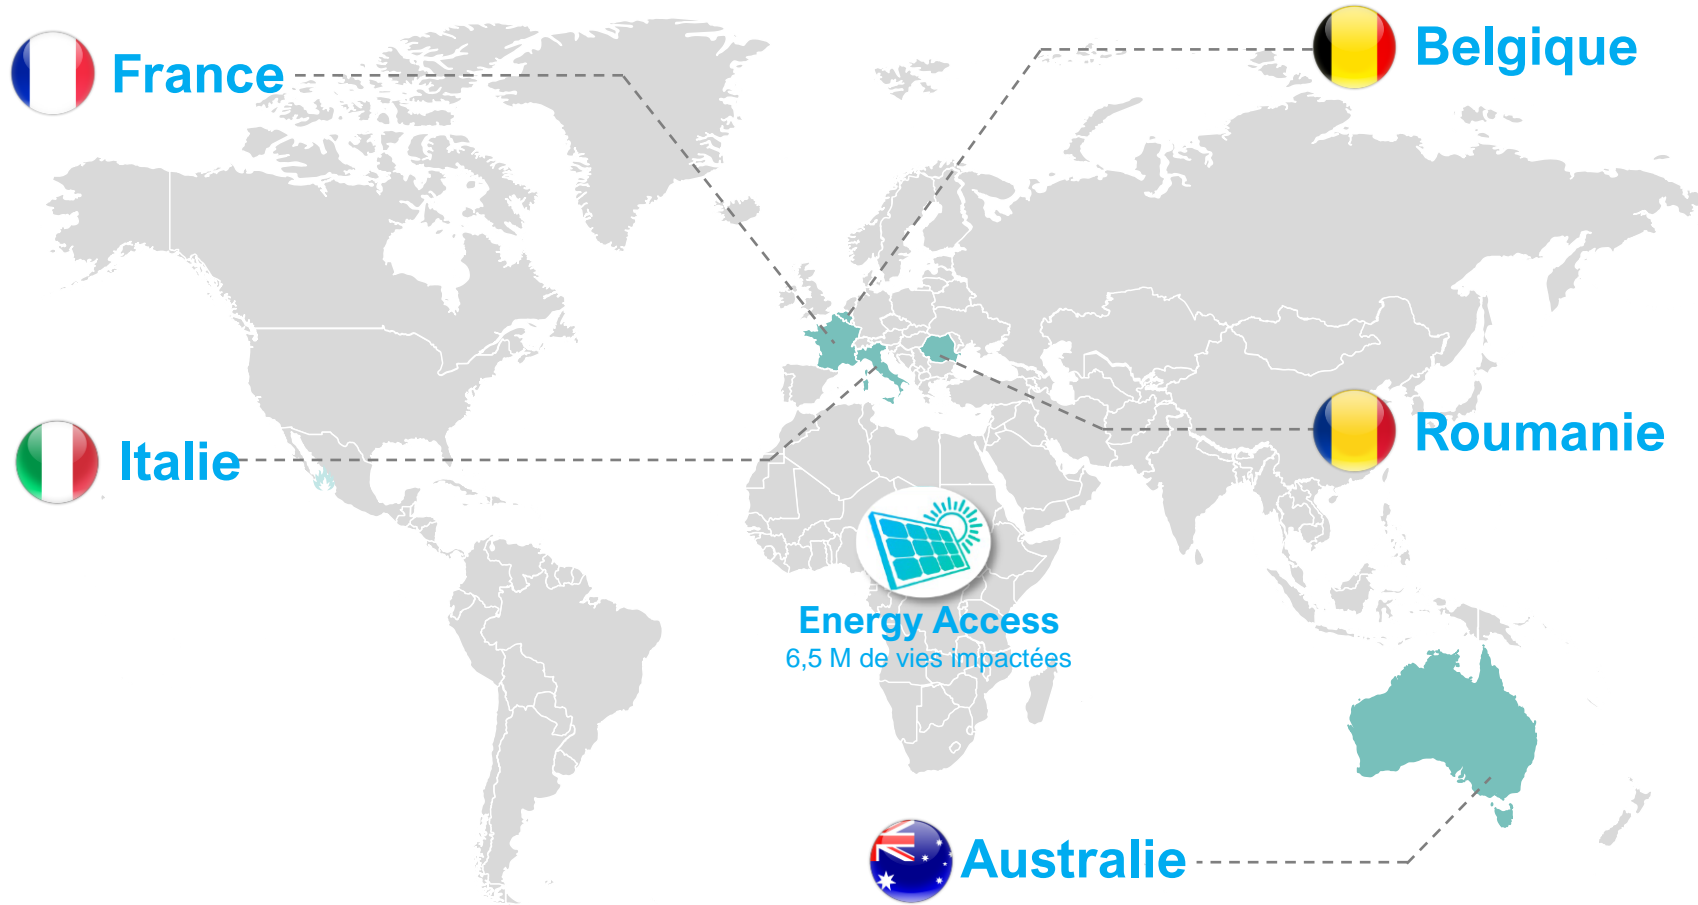 France
Belgique
Italie
Roumanie
Energy Access
6,5 M de vies impactées
Australie